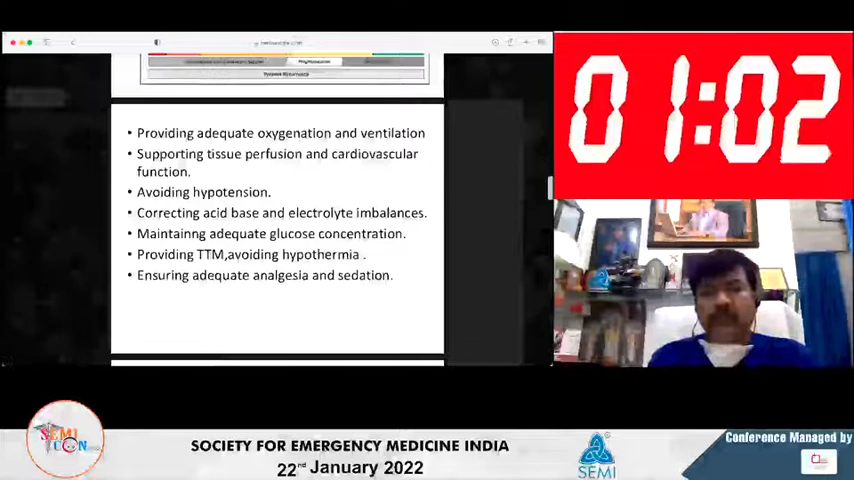 01:02
• Providing adequate oxygenation and ventilation
• Supporting tissue perfusion and cardiovascular
function.
• Avoiding hypotension.
• Correcting acid base and electrolyte imbalances.
• Maintainng adequate glucose concentration.
• Providing TTM,avoiding hypothermia .
• Ensuring adequate analgesia and sedation.
SEMI
CON
SOCIETY FOR EMERGENCY MEDICINE INDIA
22nd January 2022
SEMI
Conference Managed by